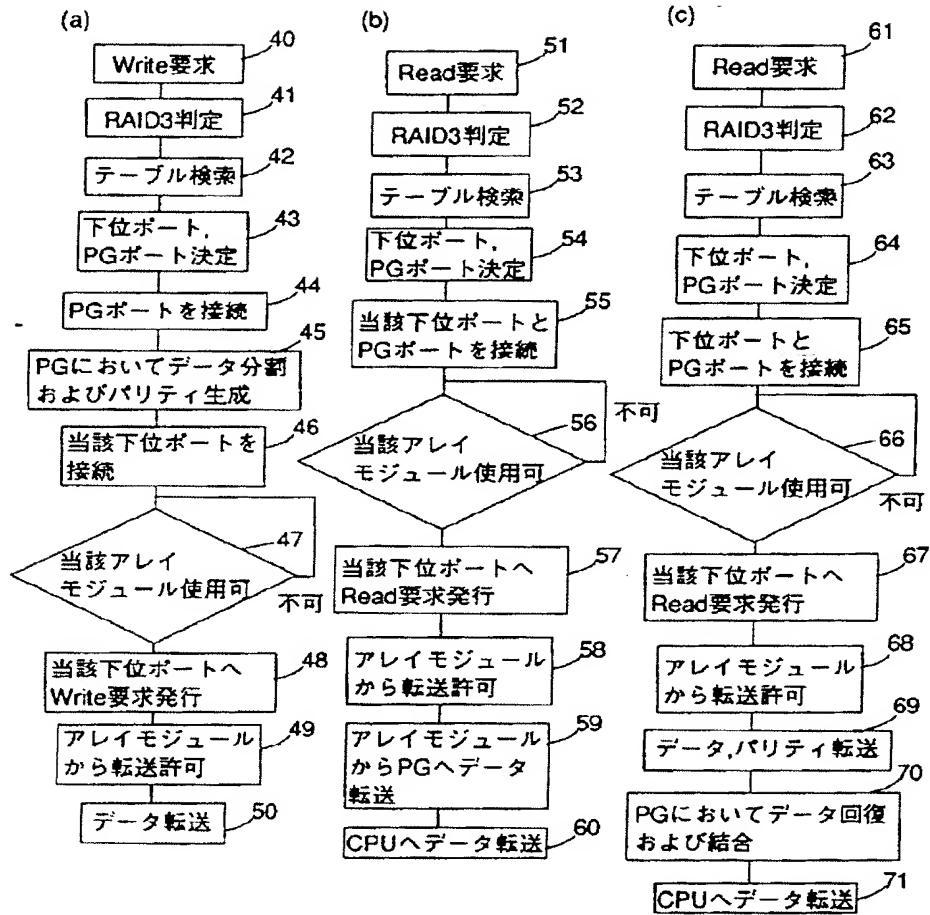 (a)
40
Write要求
41
RAID3判定
42
テーブル検索
43
下位ポート,
PGポート決定
44
PGポートを接続
45
PGにおいてデータ分割
およびパリティ生成
46
当該下位ポートを
接続
47
当該アレイ
モジュール使用可
不可
48
当該下位ポートへ
Write要求発行
49
アレイモジュール
から転送許可
データ転送
50
(b)
51
Read要求
52
RAID3判定
53
テーブル検索
54
下位ポート,
PGポート決定
55
当該下位ポートと
PGポートを接続
56
不可
当該アレイ
モジュール使用可
57
当該下位ポートへ
Read要求発行
58
アレイモジュール
から転送許可
59
アレイモジュール
からPGへデータ
転送
CPUへデータ転送
60
(c)
61
Read要求
62
RAID3判定
63
テーブル検索
64
下位ポート,
PGポート決定
65
下位ポートと
PGポートを接続
66
当該アレイ
モジュール使用可
不可
67
当該下位ポートへ
Read要求発行
68
アレイモジュール
から転送許可
69
データ,パリティ転送
70
PGにおいてデータ回復
および結合
71
CPUへデータ転送